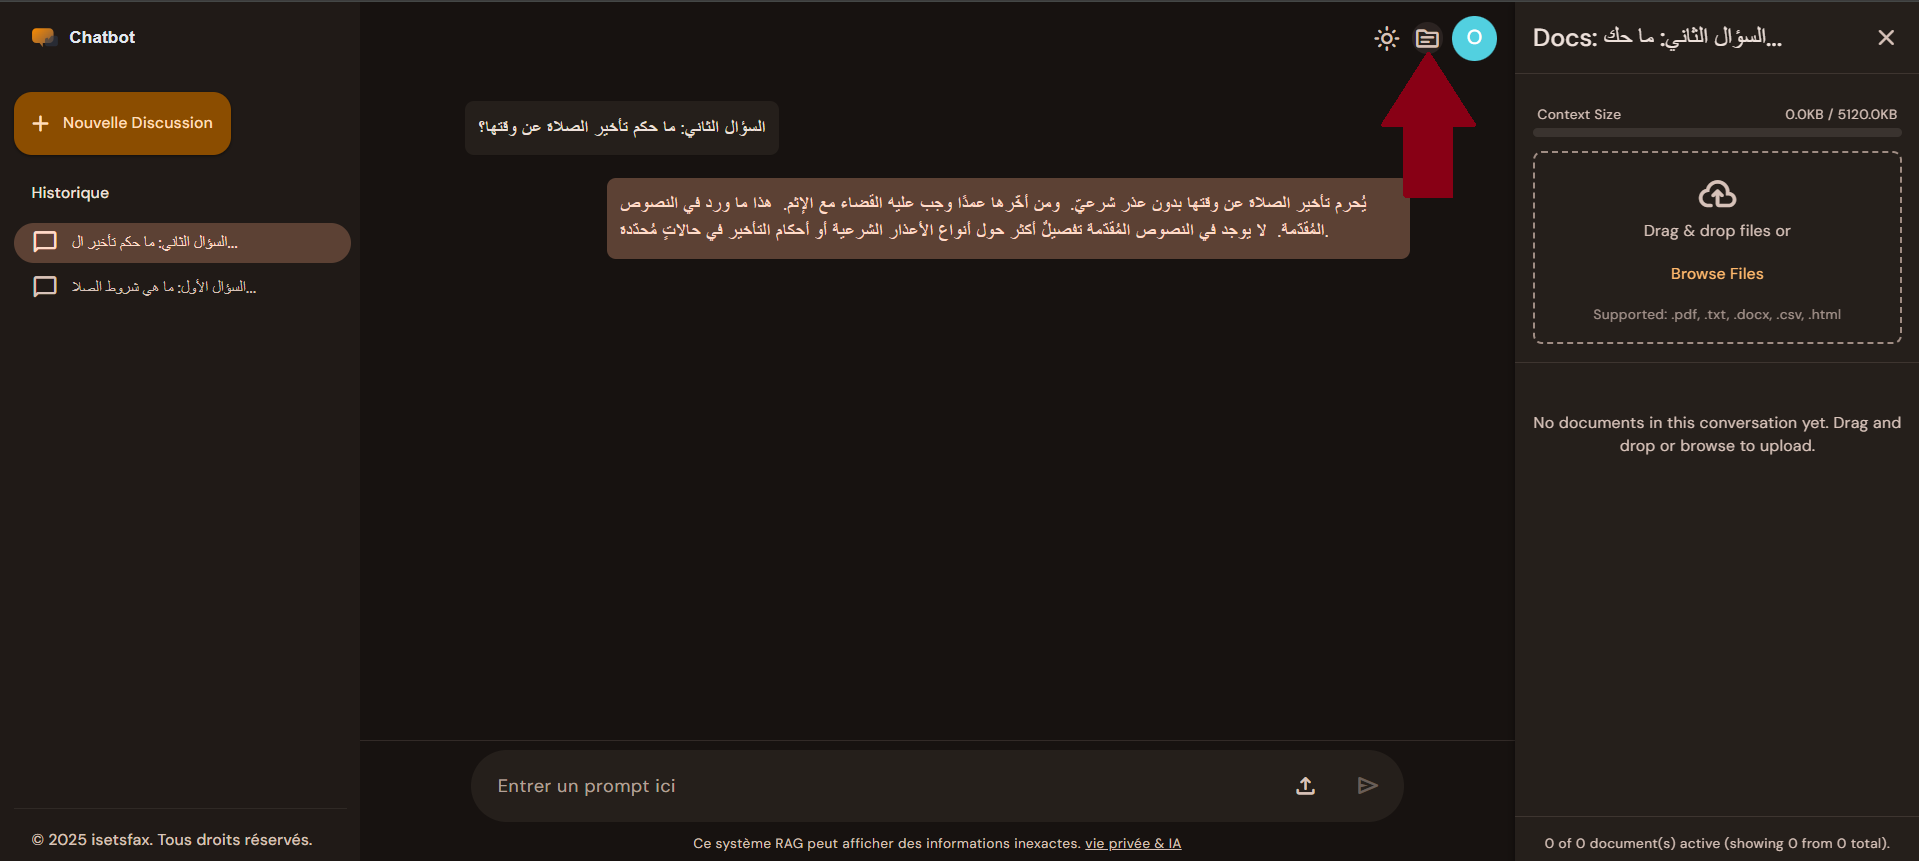 Chatbot
Nouvelle Discussion
Historique
السؤال الثاني: ما حكم تأخير ال...
السؤال الأول: ما هي شروط الصلا...
© 2025 isetsfax. Tous droits réservés.
O
السؤال الثاني: ما حكم تأخير الصلاة عن وقتها؟
يُحرم تأخير الصلاة عن وقتها بدون عذر شرعيّ. ومن أخّرها عمدًا وجب عليه القضاء مع الإثم. هذا ما ورد في النصوص
المُقدّمة. لا يوجد في النصوص المُقدّمة تفصيلٌ أكثر حول أنواع الأعذار الشرعية أو أحكام التأخير في حالاتٍ مُحدّدة.
Entrer un prompt ici
Ce système RAG peut afficher des informations inexactes. vie privée & IA
Docs: السؤال الثاني: ما حك...
Context Size 0.0KB / 5120.0KB
Drag & drop files or
Browse Files
Supported: .pdf, .txt, .docx, .csv, .html
No documents in this conversation yet. Drag and
drop or browse to upload.
0 of 0 document(s) active (showing 0 from 0 total).